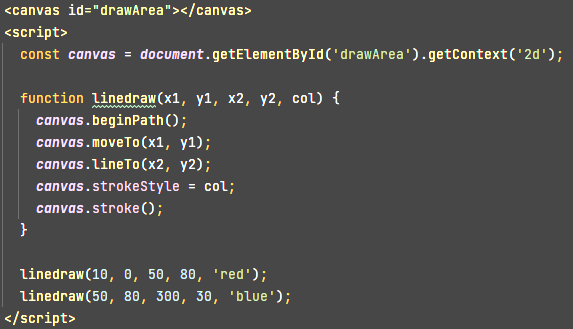 <canvas id="drawArea"></canvas>
<script>
  const canvas = document.getElementById('drawArea').getContext('2d');

  function linedraw(x1, y1, x2, y2, col) {
    canvas.beginPath();
    canvas.moveTo(x1, y1);
    canvas.lineTo(x2, y2);
    canvas.strokeStyle = col;
    canvas.stroke();
  }

  linedraw(10, 0, 50, 80, 'red');
  linedraw(50, 80, 300, 30, 'blue');
</script>